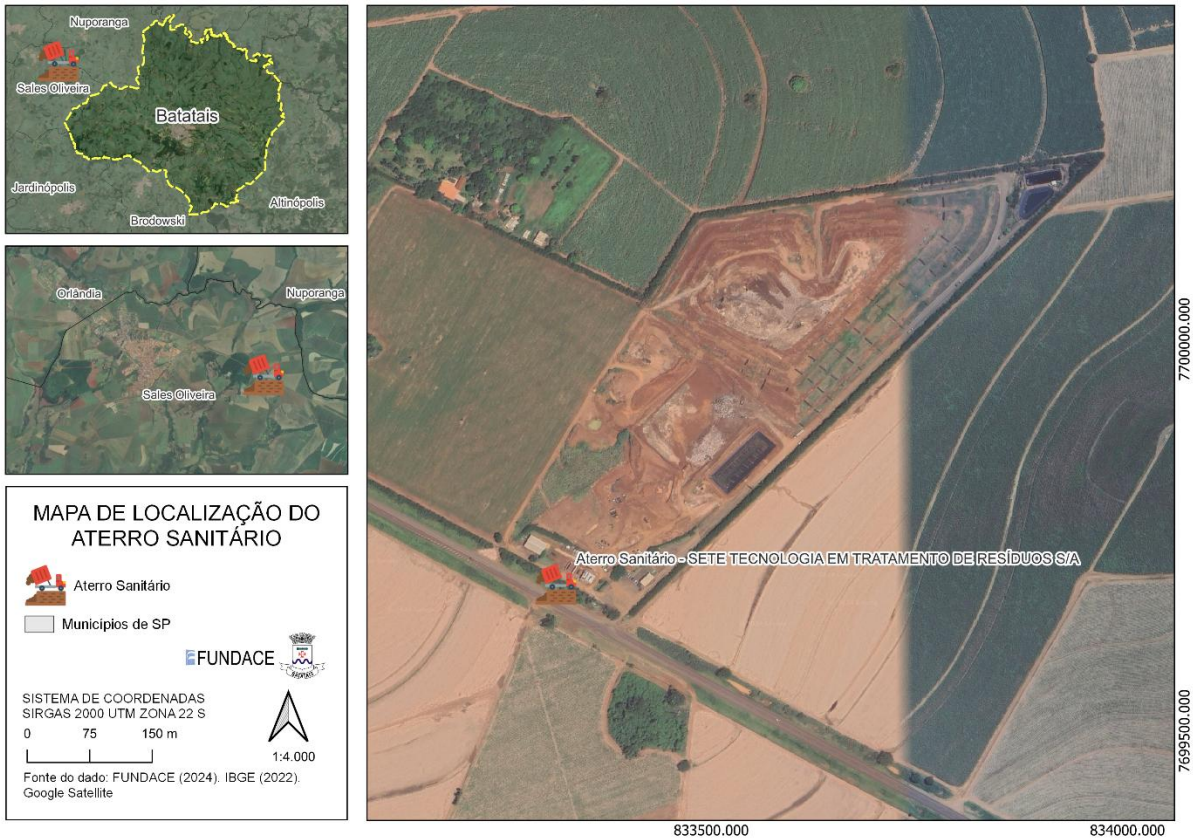 Nuporanga
Sales Oliveira
Batatais
Jardinópolis
Altinópolis
Brodowski
Orlândia
Nuporanga
Sales Oliveira
MAPA DE LOCALIZAÇÃO DO
ATERRO SANITÁRIO
Aterro Sanitário
Municípios de SP
FUNDACE
BATATAIS
SISTEMA DE COORDENADAS
SIRGAS 2000 UTM ZONA 22 S
0 75 150 m
1:4.000
Fonte do dado: FUNDACE (2024). IBGE (2022).
Google Satellite
Aterro Sanitário - SETE TECNOLOGIA EM TRATAMENTO DE RESÍDUOS S/A
7700000.000
7699500.000
833500.000
834000.000